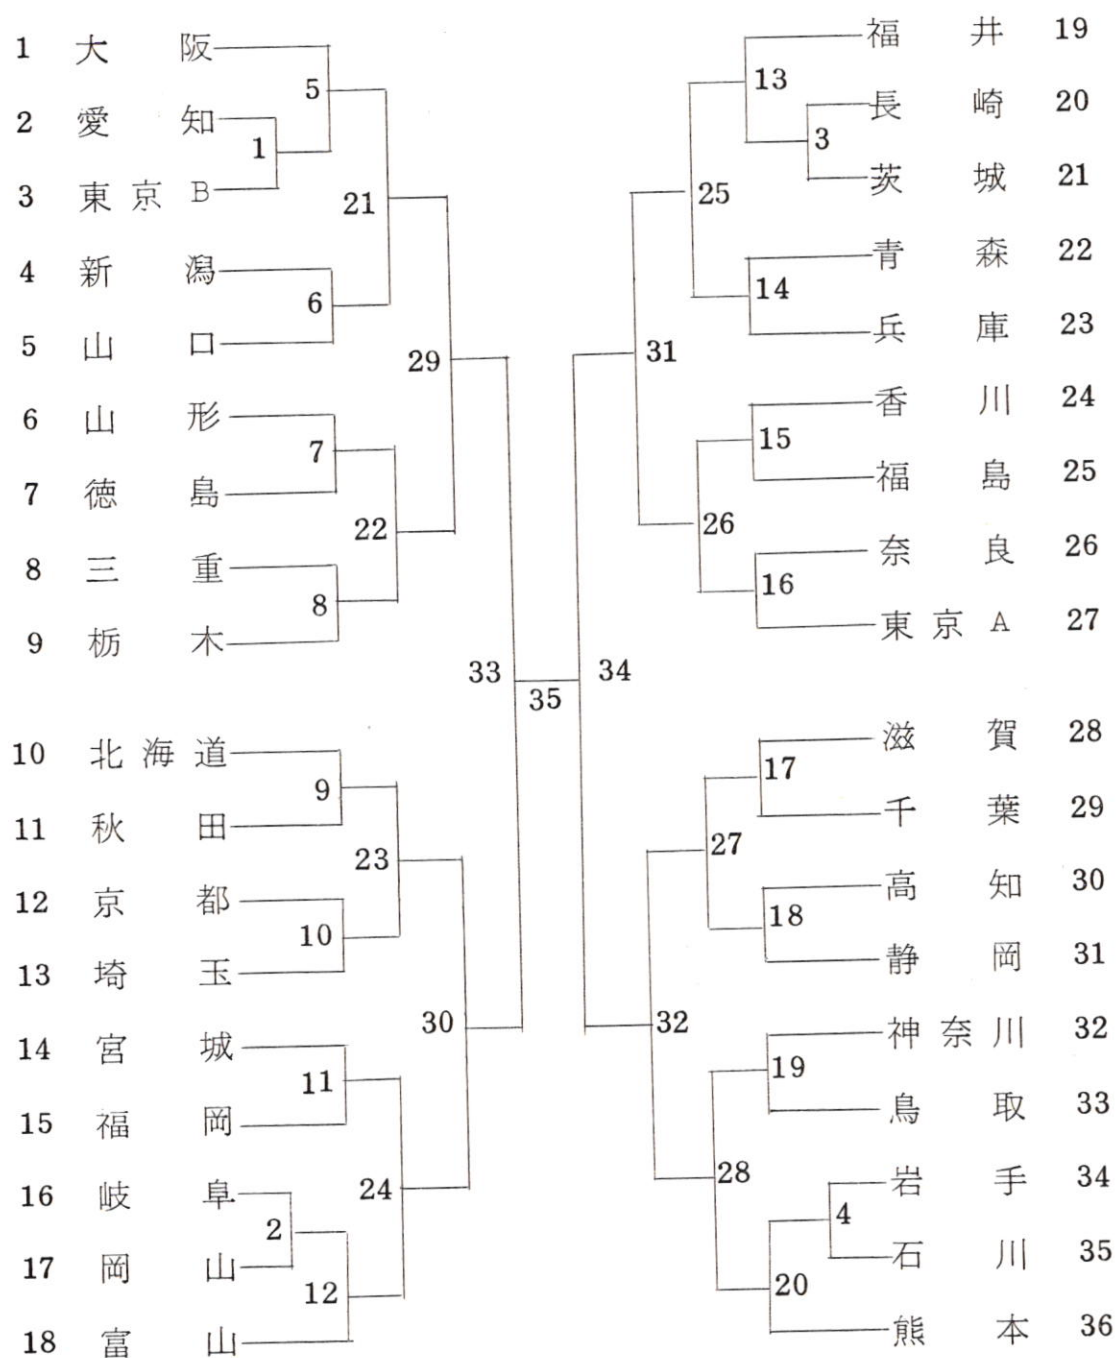 1 大阪
2 愛知
3 東京B
4 新潟
5 山口
6 山形
7 徳島
8 三重
9 栃木
10 北海道
11 秋田
12 京都
13 埼玉
14 宮城
15 福岡
16 岐阜
17 岡山
18 富山
5
1
21
6
29
7
22
8
33
9
23
10
30
11
24
2
12
35
34
13
3
25
14
31
15
26
16
17
27
18
32
19
28
4
20
福井 19
長崎 20
茨城 21
青森 22
兵庫 23
香川 24
福島 25
奈良 26
東京A 27
滋賀 28
千葉 29
高知 30
静岡 31
神奈川 32
鳥取 33
岩手 34
石川 35
熊本 36